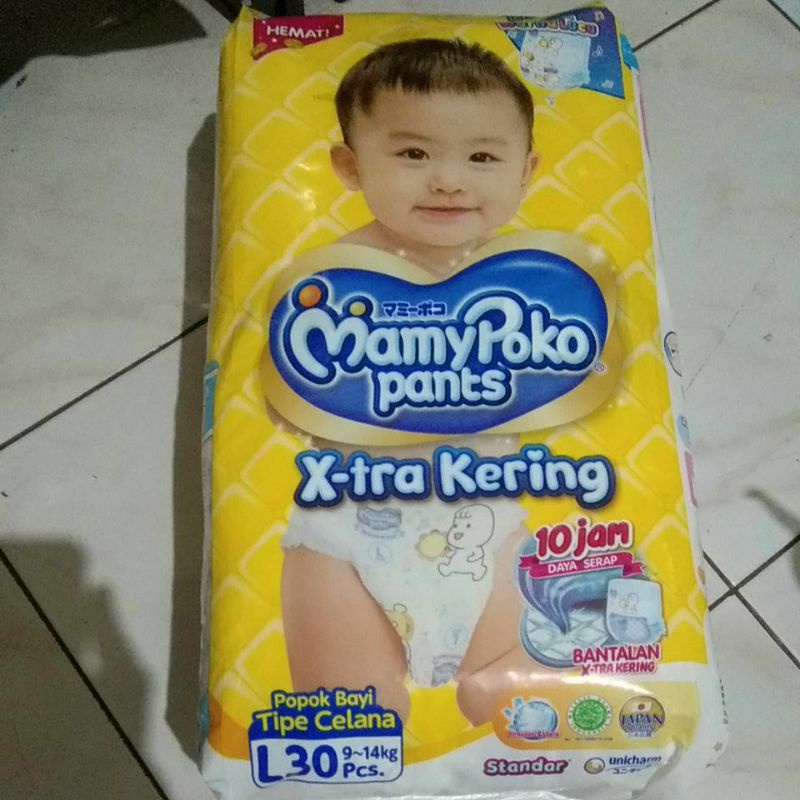 HEMAT!
マミーポコ
MamyPoko
pants
X-tra Kering
10 jam
DAYA SERAP
BANTALAN
X-TRA KERING
Popok Bayi
Tipe Celana
L30
9~14kg
Pcs.
JAPAN
Standar
unicharm